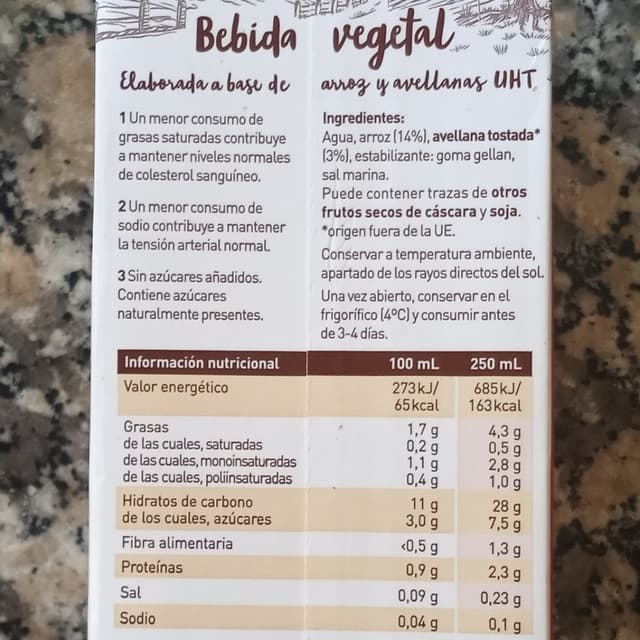 Bebida vegetal
Elaborada a base de arroz y avellanas UHT
1 Un menor consumo de
grasas saturadas contribuye
a mantener niveles normales
de colesterol sanguíneo.
2 Un menor consumo de
sodio contribuye a mantener
la tensión arterial normal.
3 Sin azúcares añadidos.
Contiene azúcares
naturalmente presentes.
Ingredientes:
Agua, arroz (14%), avellana tostada*
(3%), estabilizante: goma gellan,
sal marina.
Puede contener trazas de otros
frutos secos de cáscara y soja.
*origen fuera de la UE.
Conservar a temperatura ambiente,
apartado de los rayos directos del sol.
Una vez abierto, conservar en el
frigorífico (4ºC) y consumir antes
de 3-4 días.
Información nutricional 100 mL 250 mL
Valor energético 273 kJ/ 685 kJ/
65 kcal 163 kcal
Grasas 1,7 g 4,3 g
de las cuales, saturadas 0,2 g 0,5 g
de las cuales, monoinsaturadas 1,1 g 2,8 g
de las cuales, poliinsaturadas 0,4 g 1,0 g
Hidratos de carbono 11 g 28 g
de los cuales, azúcares 3,0 g 7,5 g
Fibra alimentaria <0,5 g 1,3 g
Proteínas 0,9 g 2,3 g
Sal 0,09 g 0,23 g
Sodio 0,04 g 0,1 g